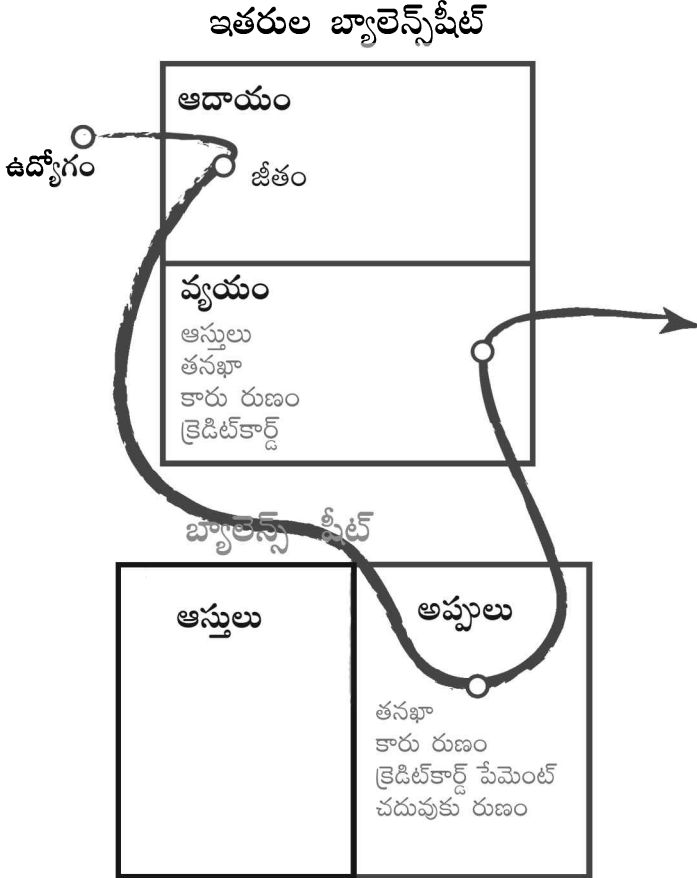 ఇతరుల బ్యాలెన్స్‌షీట్
ఆదాయం
ఉద్యోగం
జీతం
వ్యయం
ఆస్తులు
తనఖా
కారు రుణం
క్రెడిట్‌కార్డ్
బ్యాలెన్స్ షీట్
ఆస్తులు
అప్పులు
తనఖా
కారు రుణం
క్రెడిట్‌కార్డ్ పేమెంట్
చదువుకు రుణం